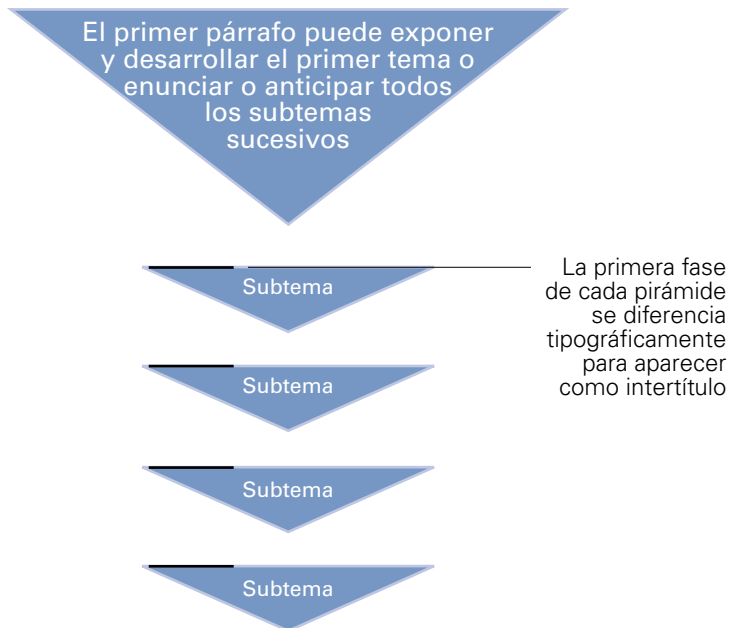 El primer párrafo puede exponer
y desarrollar el primer tema o
enunciar o anticipar todos
los subtemas
sucesivos
Subtema
La primera fase
de cada pirámide
se diferencia
tipográficamente
para aparecer
como intertítulo
Subtema
Subtema
Subtema